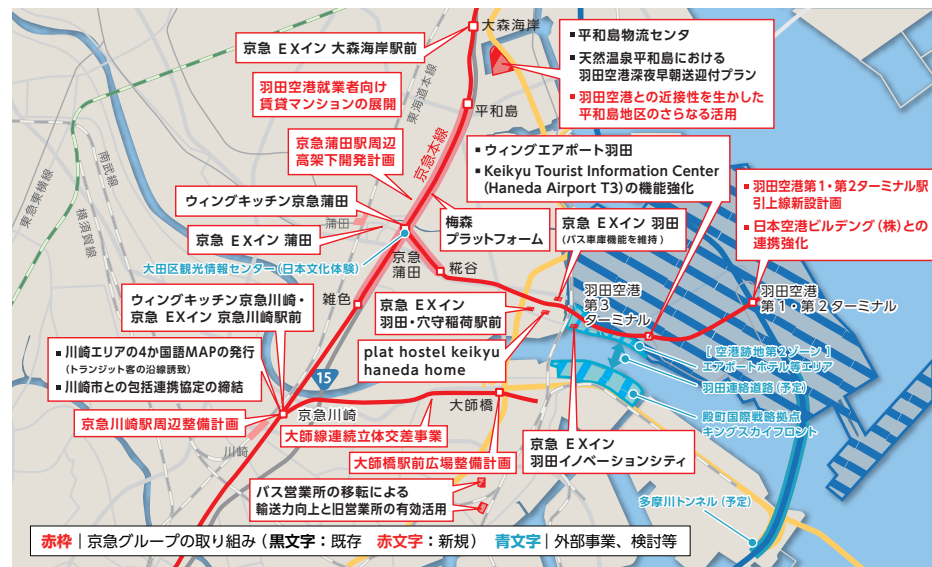 大森海岸
京急 EXイン 大森海岸駅前
羽田空港就業者向け
賃貸マンションの展開
東海道本線
平和島
▪ 平和島物流センタ
▪ 天然温泉平和島における
羽田空港深夜早朝送迎付プラン
▪ 羽田空港との近接性を生かした
平和島地区のさらなる活用
京急蒲田駅周辺
高架下開発計画
京急本線
▪ ウィングエアポート羽田
▪ Keikyu Tourist Information Center
(Haneda Airport T3)の機能強化
▪ 羽田空港第1・第2ターミナル駅
引上線新設計画
▪ 日本空港ビルデング(株)との
連携強化
東急東横線
南武線
横須賀線
ウィングキッチン京急蒲田
蒲田
京急 EXイン 蒲田
梅森
プラットフォーム
京急 EXイン 羽田
(バス車庫機能を維持)
大田区観光情報センター(日本文化体験)
京急
蒲田
糀谷
雑色
羽田空港
第3
ターミナル
羽田空港
第1・第2ターミナル
ウィングキッチン京急川崎・
京急 EXイン 京急川崎駅前
京急 EXイン
羽田・穴守稲荷駅前
plat hostel keikyu
haneda home
[ 空港跡地第2ゾーン ]
エアポートホテル等エリア
羽田連絡道路(予定)
殿町国際戦略拠点
キングスカイフロント
▪ 川崎エリアの4か国語MAPの発行
(トランジット客の沿線誘致)
▪ 川崎市との包括連携協定の締結
15
京急川崎
大師橋
京急川崎駅周辺整備計画
川崎
大師線連続立体交差事業
大師橋駅前広場整備計画
京急 EXイン
羽田イノベーションシティ
バス営業所の移転による
輸送力向上と旧営業所の有効活用
多摩川トンネル(予定)
赤枠|京急グループの取り組み(黒文字:既存 赤文字:新規) 青文字|外部事業、検討等